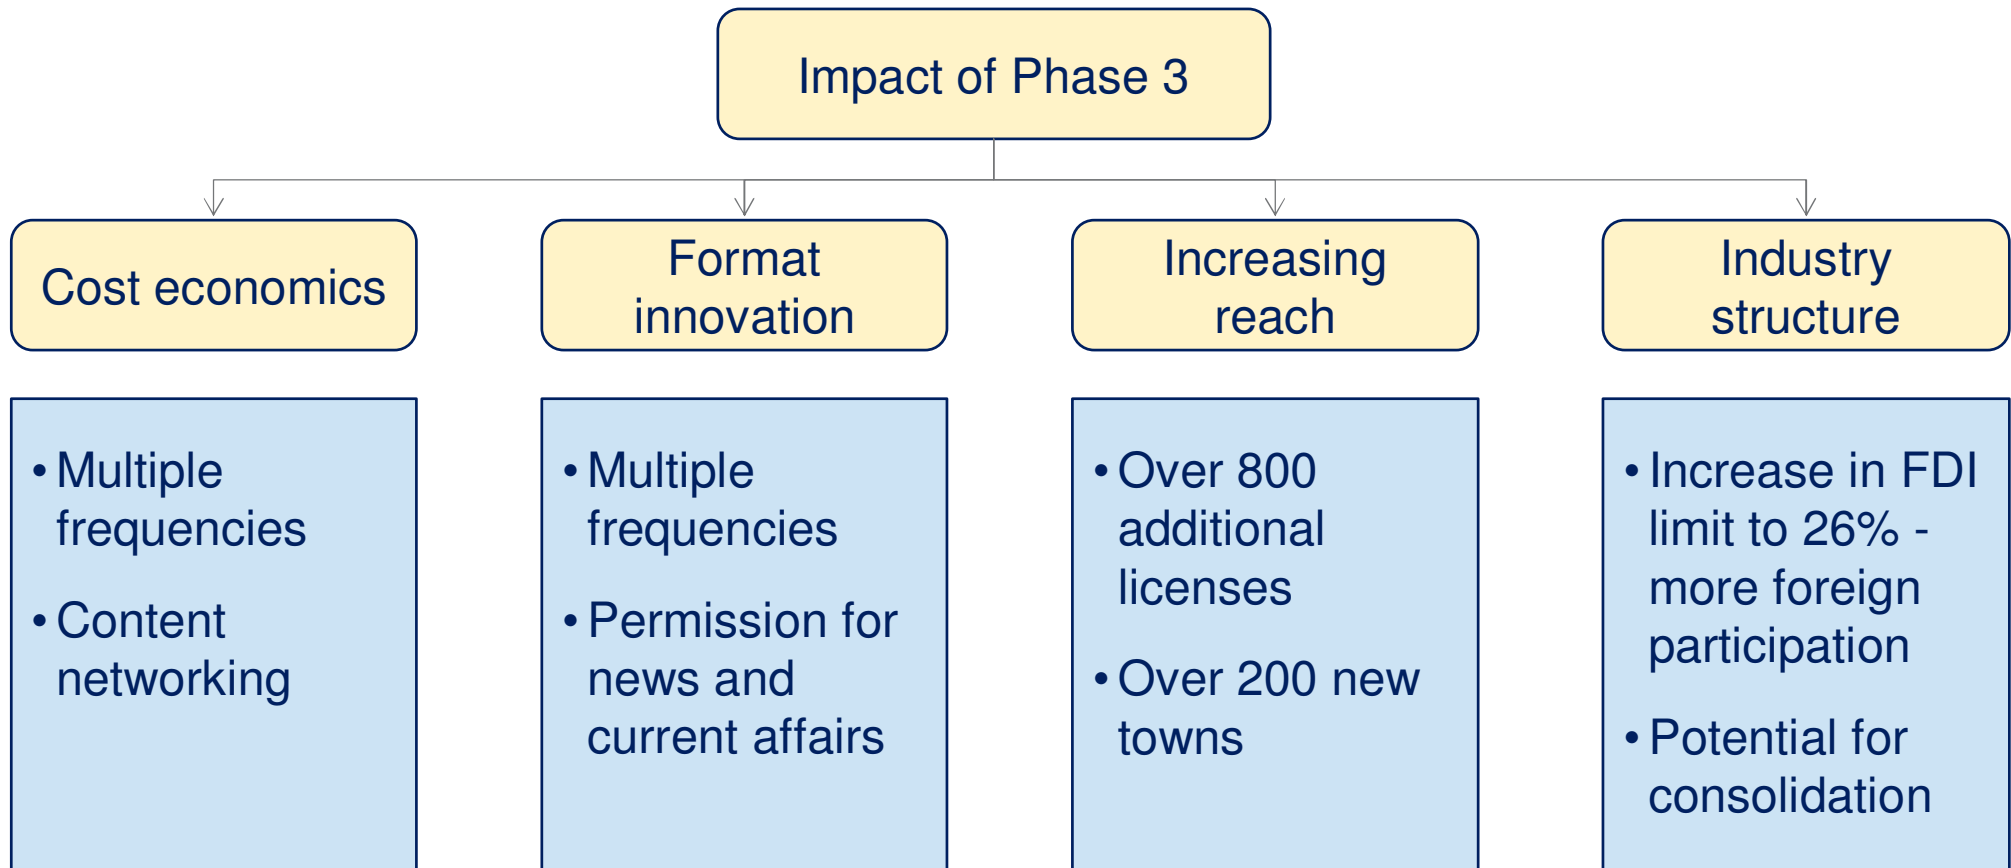 Impact of Phase 3
Cost economics
Format
innovation
Increasing
reach
Industry
structure
• Multiple
frequencies
• Content
networking
• Multiple
frequencies
• Permission for
news and
current affairs
• Over 800
additional
licenses
• Over 200 new
towns
• Increase in FDI
limit to 26% -
more foreign
participation
• Potential for
consolidation